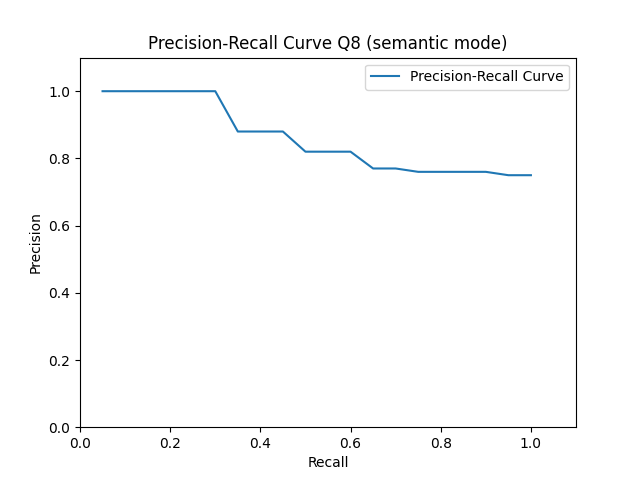 Precision-Recall Curve Q8 (semantic mode)
Precision-Recall Curve
1.0
0.8
0.6
0.4
0.2
0.0
Precision
0.0 0.2 0.4 0.6 0.8 1.0
Recall